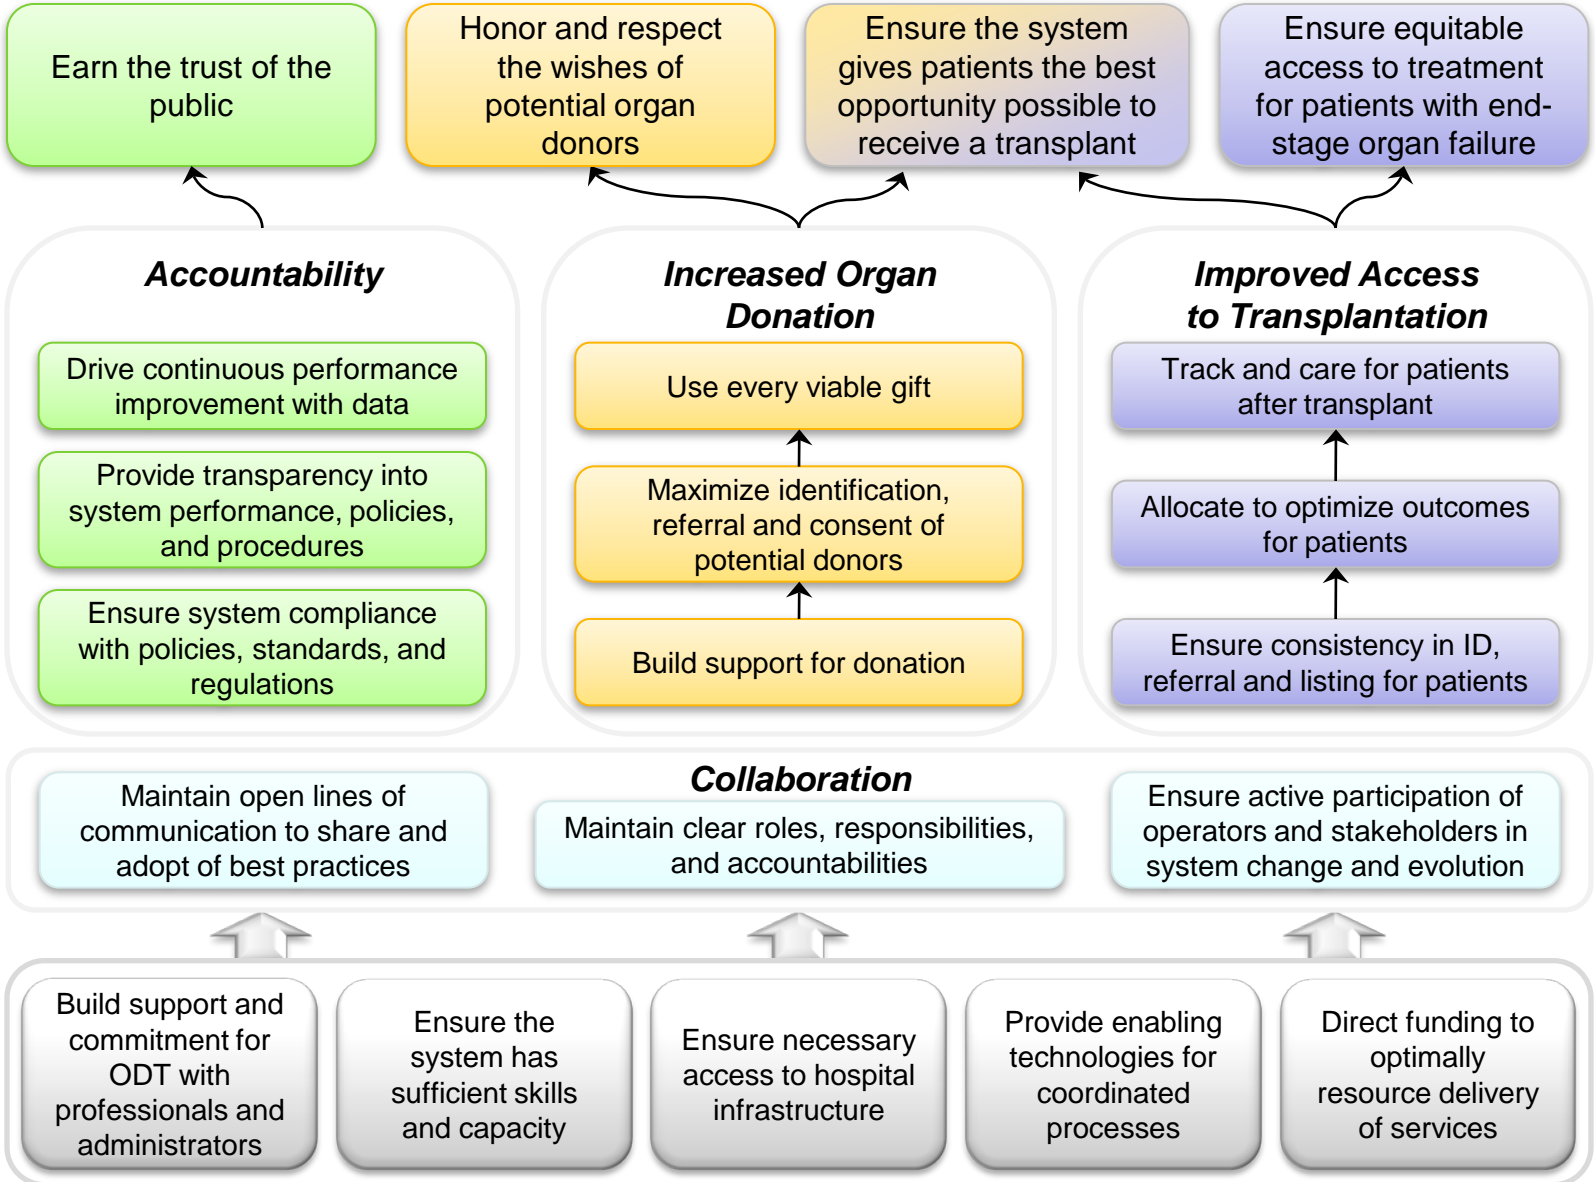 Earn the trust of the
public
Honor and respect
the wishes of
potential organ
donors
Ensure the system
gives patients the best
opportunity possible to
receive a transplant
Ensure equitable
access to treatment
for patients with end-
stage organ failure
Accountability
Drive continuous performance
improvement with data
Provide transparency into
system performance, policies,
and procedures
Ensure system compliance
with policies, standards, and
regulations
Increased Organ
Donation
Use every viable gift
Maximize identification,
referral and consent of
potential donors
Build support for donation
Improved Access
to Transplantation
Track and care for patients
after transplant
Allocate to optimize outcomes
for patients
Ensure consistency in ID,
referral and listing for patients
Collaboration
Maintain open lines of
communication to share and
adopt of best practices
Maintain clear roles, responsibilities,
and accountabilities
Ensure active participation of
operators and stakeholders in
system change and evolution
Build support and
commitment for
ODT with
professionals and
administrators
Ensure the
system has
sufficient skills
and capacity
Ensure necessary
access to hospital
infrastructure
Provide enabling
technologies for
coordinated
processes
Direct funding to
optimally
resource delivery
of services